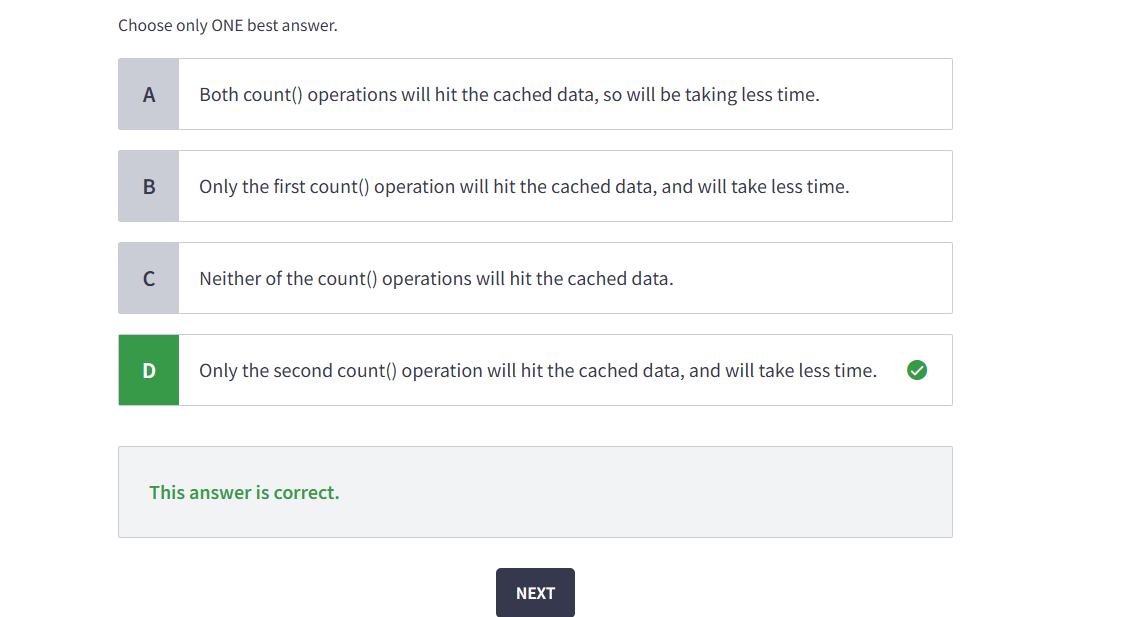 Choose only ONE best answer.
A
Both count() operations will hit the cached data, so will be taking less time.
B
Only the first count() operation will hit the cached data, and will take less time.
C
Neither of the count() operations will hit the cached data.
D
Only the second count() operation will hit the cached data, and will take less time.
This answer is correct.
NEXT